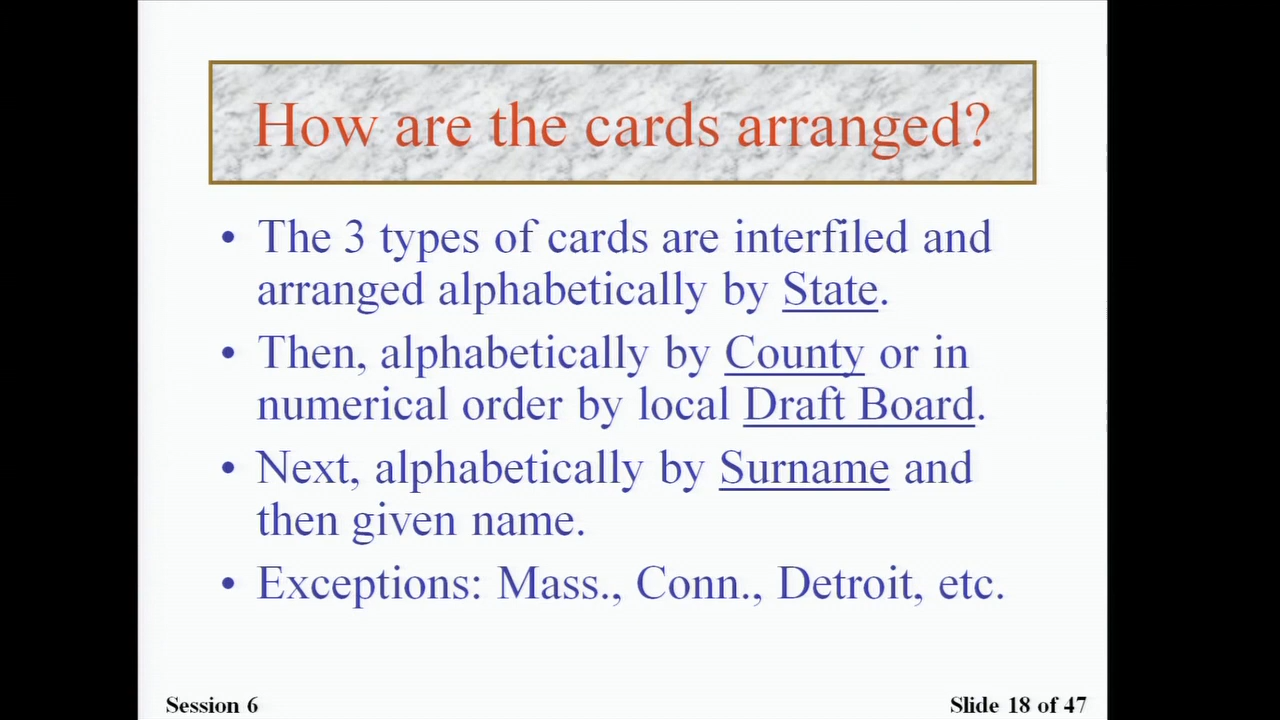 How are the cards arranged?
• The 3 types of cards are interfiled and
arranged alphabetically by State.
• Then, alphabetically by County or in
numerical order by local Draft Board.
• Next, alphabetically by Surname and
then given name.
• Exceptions: Mass., Conn., Detroit, etc.
Session 6
Slide 18 of 47